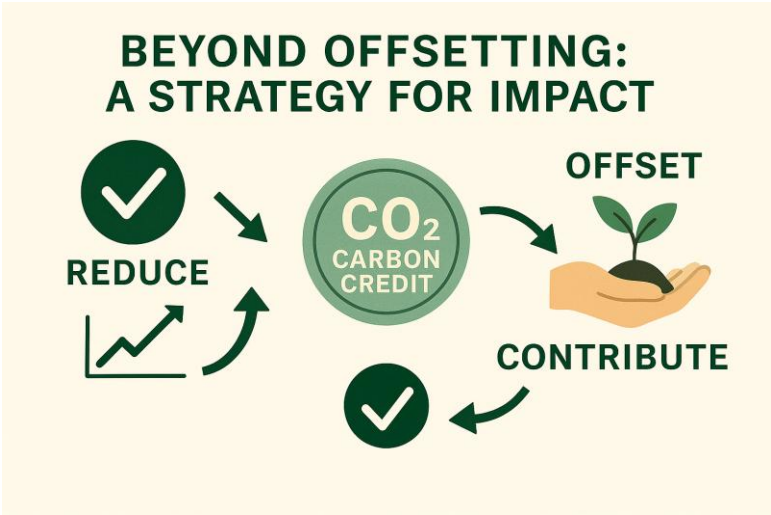 BEYOND OFFSETTING:
A STRATEGY FOR IMPACT
REDUCE
CO₂
CARBON
CREDIT
OFFSET
CONTRIBUTE